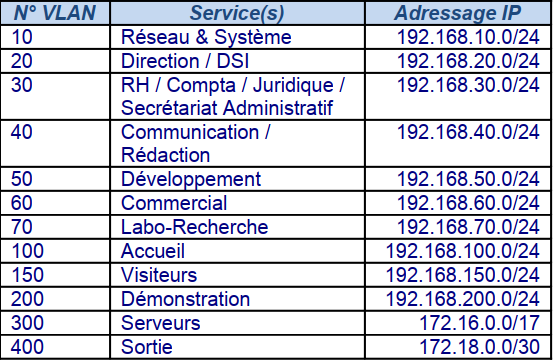 N° VLAN Service(s) Adressage IP
10 Réseau & Système 192.168.10.0/24
20 Direction / DSI 192.168.20.0/24
30 RH / Compta / Juridique / 192.168.30.0/24
Secrétariat Administratif
40 Communication / 192.168.40.0/24
Rédaction
50 Développement 192.168.50.0/24
60 Commercial 192.168.60.0/24
70 Labo-Recherche 192.168.70.0/24
100 Accueil 192.168.100.0/24
150 Visiteurs 192.168.150.0/24
200 Démonstration 192.168.200.0/24
300 Serveurs 172.16.0.0/17
400 Sortie 172.18.0.0/30